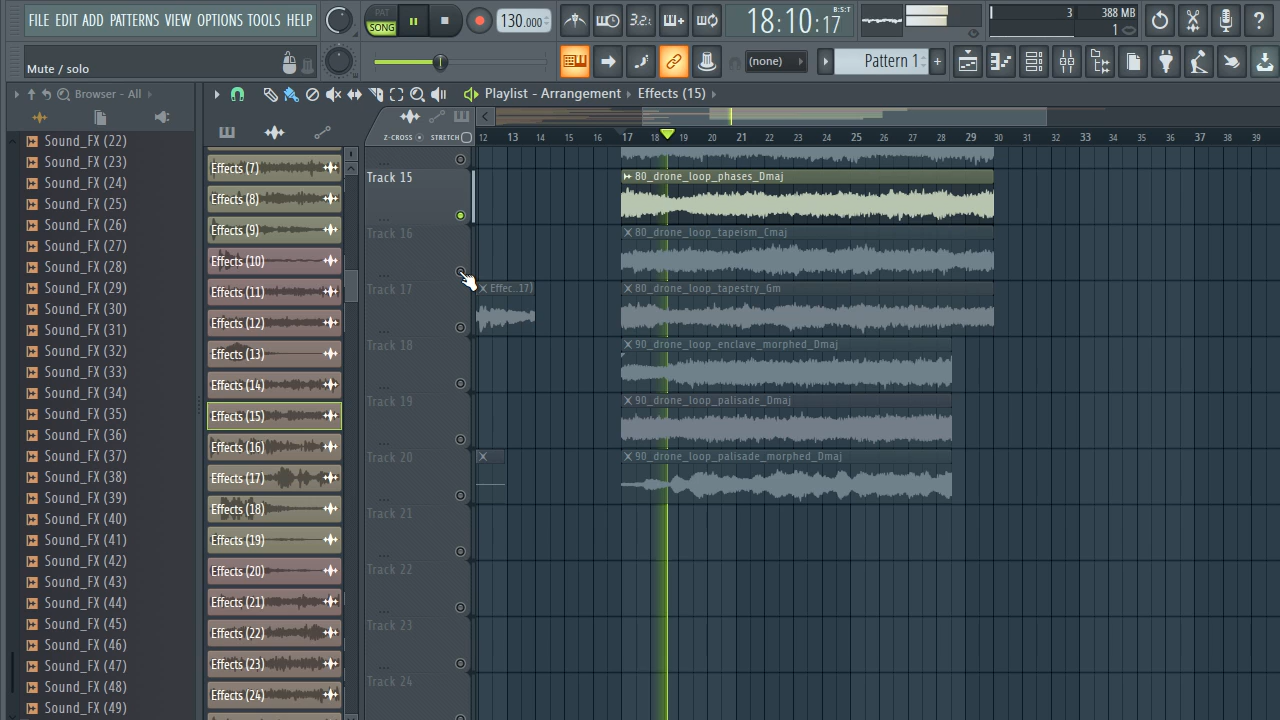 FILE EDIT ADD PATTERNS VIEW OPTIONS TOOLS HELP
PAT
SONG
130.000
3.2.
18:10:17
B:S:T
3
388 MB
1
Mute / solo
(none)
Pattern 1
+
Browser - All
Playlist - Arrangement
Effects (15)
Z-CROSS
STRETCH
12 13 14 15 16 17 18 19 20 21 22 23 24 25 26 27 28 29 30 31 32 33 34 35 36 37 38 39
Sound_FX (22)
Sound_FX (23)
Sound_FX (24)
Sound_FX (25)
Sound_FX (26)
Sound_FX (27)
Sound_FX (28)
Sound_FX (29)
Sound_FX (30)
Sound_FX (31)
Sound_FX (32)
Sound_FX (33)
Sound_FX (34)
Sound_FX (35)
Sound_FX (36)
Sound_FX (37)
Sound_FX (38)
Sound_FX (39)
Sound_FX (40)
Sound_FX (41)
Sound_FX (42)
Sound_FX (43)
Sound_FX (44)
Sound_FX (45)
Sound_FX (46)
Sound_FX (47)
Sound_FX (48)
Sound_FX (49)
Effects (7)
Effects (8)
Effects (9)
Effects (10)
Effects (11)
Effects (12)
Effects (13)
Effects (14)
Effects (15)
Effects (16)
Effects (17)
Effects (18)
Effects (19)
Effects (20)
Effects (21)
Effects (22)
Effects (23)
Effects (24)
Track 15
80_drone_loop_phases_Dmaj
Track 16
80_drone_loop_tapeism_Cmaj
Track 17
Effec..17)
80_drone_loop_tapestry_Gm
Track 18
90_drone_loop_enclave_morphed_Dmaj
Track 19
90_drone_loop_palisade_Dmaj
Track 20
90_drone_loop_palisade_morphed_Dmaj
Track 21
Track 22
Track 23
Track 24